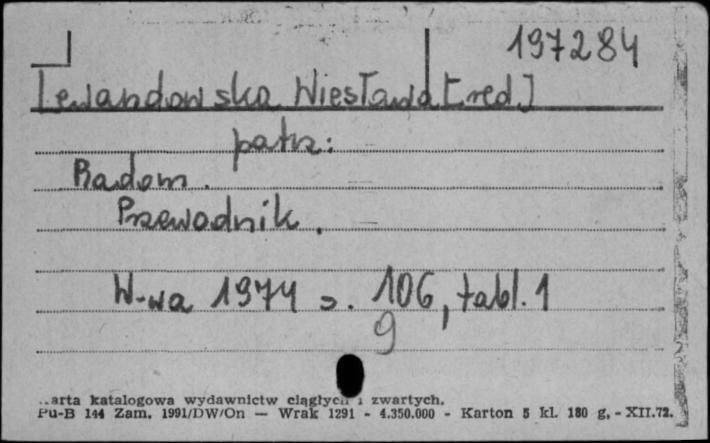 197284
Lewandowska Wiesława [red.]
patrz:
Radom.
Przewodnik.
W-wa 1974 s. 106, tabl. 1
9
arta katalogowa wydawnictw ciągłych i zwartych.
Pu-B 144 Zam. 1991/DW/On — Wrak 1291 - 4.350.000 - Karton 5 kl. 180 g. - XII.72.